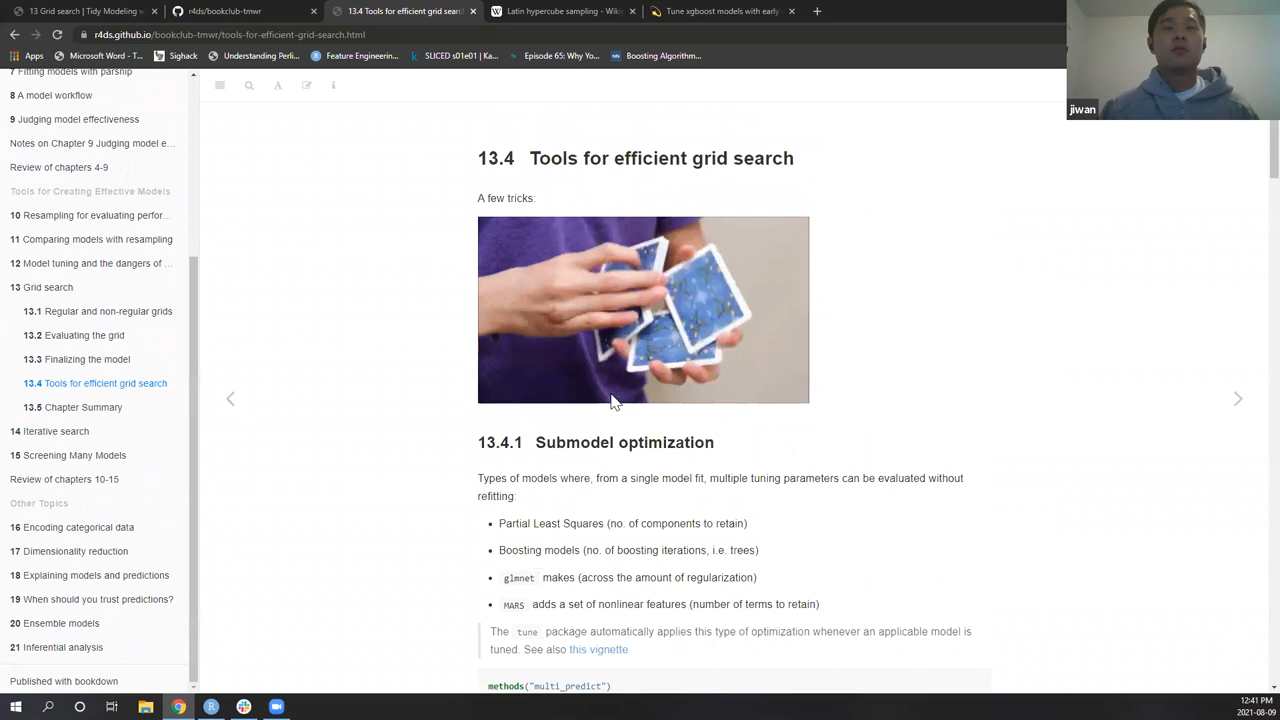 13 Grid search | Tidy Modeling w
r4ds/bookclub-tmwr
13.4 Tools for efficient grid searc
Latin hypercube sampling - Wiki
Tune xgboost models with early
r4ds.github.io/bookclub-tmwr/tools-for-efficient-grid-search.html
Apps
Microsoft Word - T...
Sighack
Understanding Perli...
Feature Engineering...
SLICED s01e01 | Ka...
Episode 65: Why Yo...
Boosting Algorithm...
jiwan
7 Fitting models with parsnip
8 A model workflow
9 Judging model effectiveness
Notes on Chapter 9 Judging model e...
Review of chapters 4-9
Tools for Creating Effective Models
10 Resampling for evaluating perfor...
11 Comparing models with resampling
12 Model tuning and the dangers of ...
13 Grid search
13.1 Regular and non-regular grids
13.2 Evaluating the grid
13.3 Finalizing the model
13.4 Tools for efficient grid search
13.5 Chapter Summary
14 Iterative search
15 Screening Many Models
Review of chapters 10-15
Other Topics
16 Encoding categorical data
17 Dimensionality reduction
18 Explaining models and predictions
19 When should you trust predictions?
20 Ensemble models
21 Inferential analysis
Published with bookdown
13.4 Tools for efficient grid search
A few tricks:
13.4.1 Submodel optimization
Types of models where, from a single model fit, multiple tuning parameters can be evaluated without
refitting:
• Partial Least Squares (no. of components to retain)
• Boosting models (no. of boosting iterations, i.e. trees)
• glmnet makes (across the amount of regularization)
• MARS adds a set of nonlinear features (number of terms to retain)
The tune package automatically applies this type of optimization whenever an applicable model is
tuned. See also this vignette
methods("multi_predict")
12:41 PM
2021-08-09